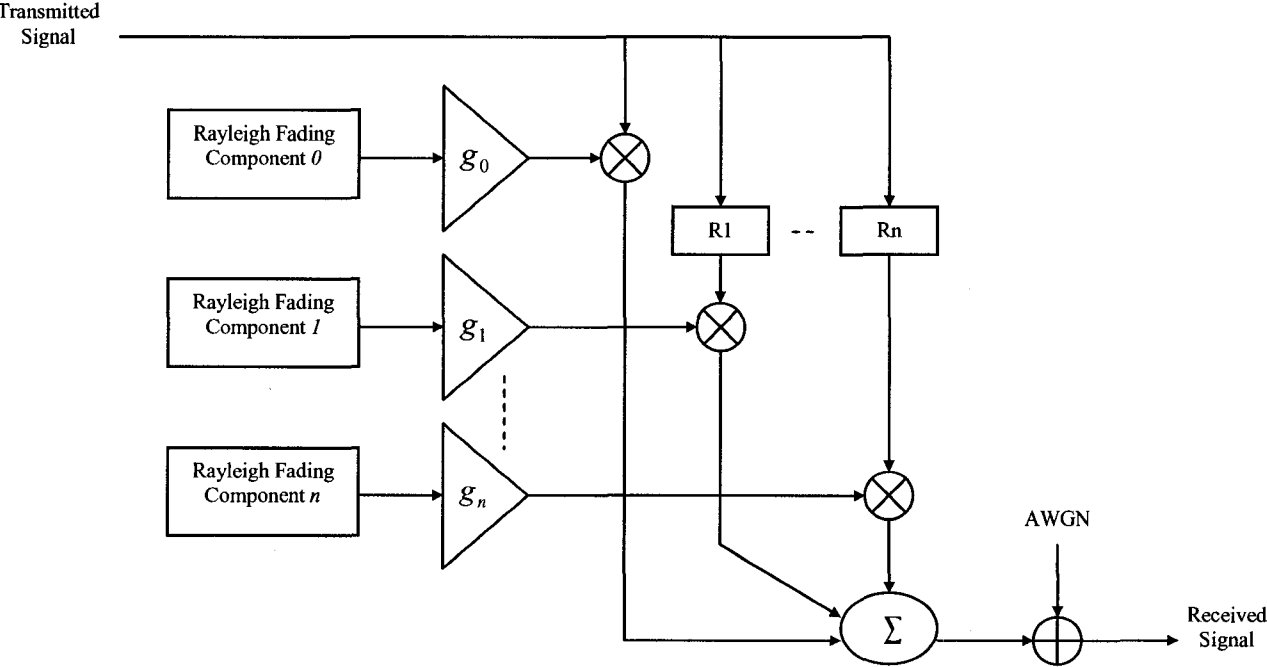 Transmitted
Signal
Rayleigh Fading
Component 0
g0
R1
--
Rn
Rayleigh Fading
Component 1
g1
Rayleigh Fading
Component n
gn
AWGN
Σ
Received
Signal